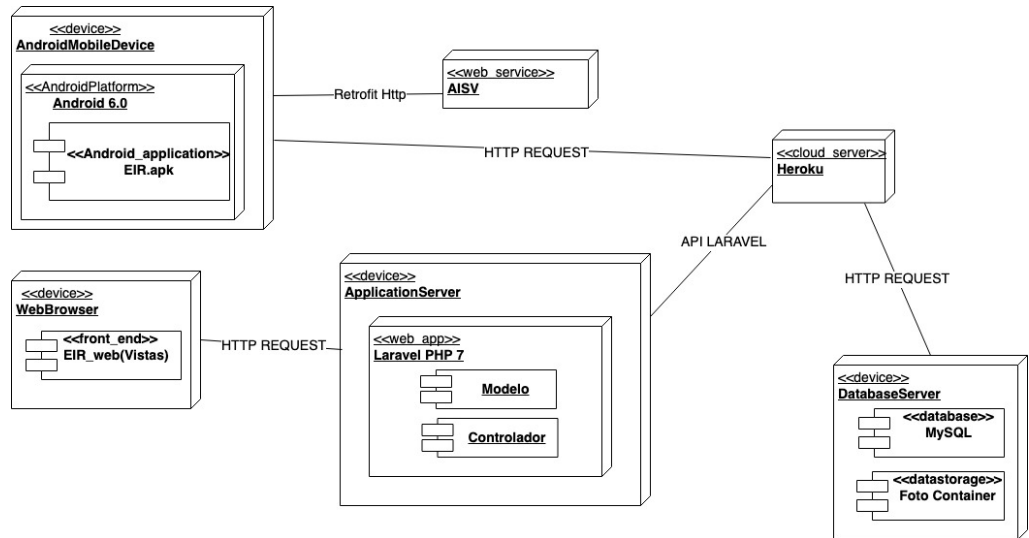 <<device>>
AndroidMobileDevice
<<AndroidPlatform>>
Android 6.0
<<Android_application>>
EIR.apk
Retrofit Http
<<web_service>>
AISV
HTTP REQUEST
<<cloud_server>>
Heroku
API LARAVEL
HTTP REQUEST
<<device>>
WebBrowser
<<front_end>>
EIR_web(Vistas)
HTTP REQUEST
<<device>>
ApplicationServer
<<web_app>>
Laravel PHP 7
Modelo
Controlador
<<device>>
DatabaseServer
<<database>>
MySQL
<<datastorage>>
Foto Container